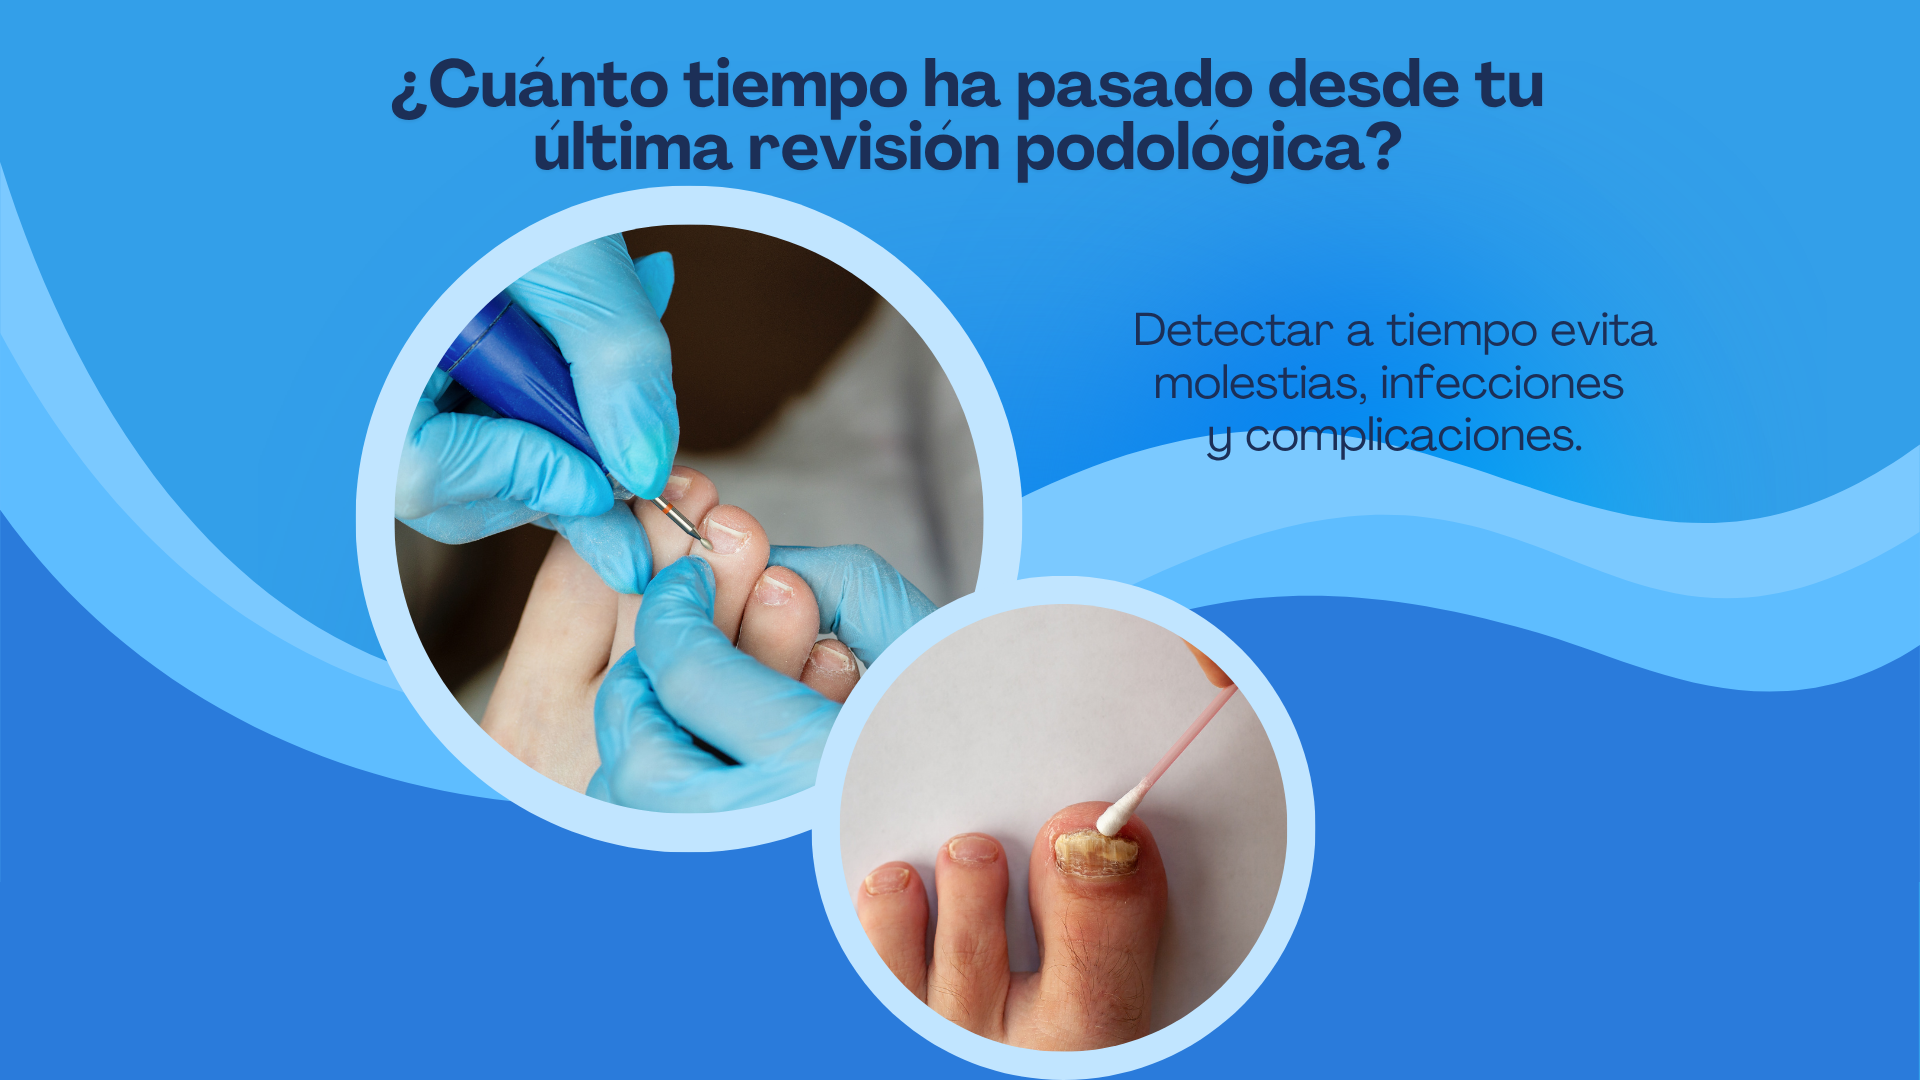 ¿Cuánto tiempo ha pasado desde tu
última revisión podológica?
Detectar a tiempo evita
molestias, infecciones
y complicaciones.